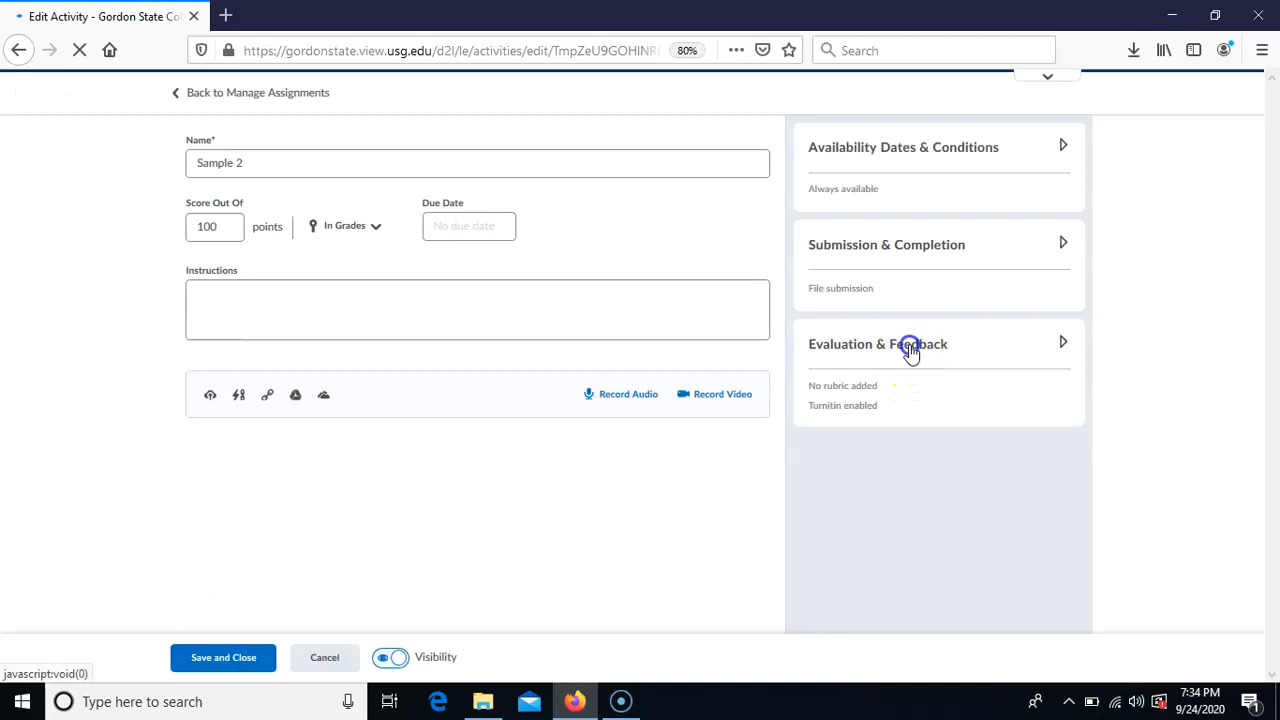 Edit Activity - Gordon State Co
https://gordonstate.view.usg.edu/d2l/le/activities/edit/TmpZeU9GOHINR
80%
Search
Back to Manage Assignments
Name*
Sample 2
Score Out Of
Due Date
100
points
In Grades
No due date
Instructions
Record Audio
Record Video
Availability Dates & Conditions
Always available
Submission & Completion
File submission
Evaluation & Feedback
No rubric added
Turnitin enabled
Save and Close
Cancel
Visibility
javascript:void(0)
Type here to search
7:34 PM
9/24/2020
1